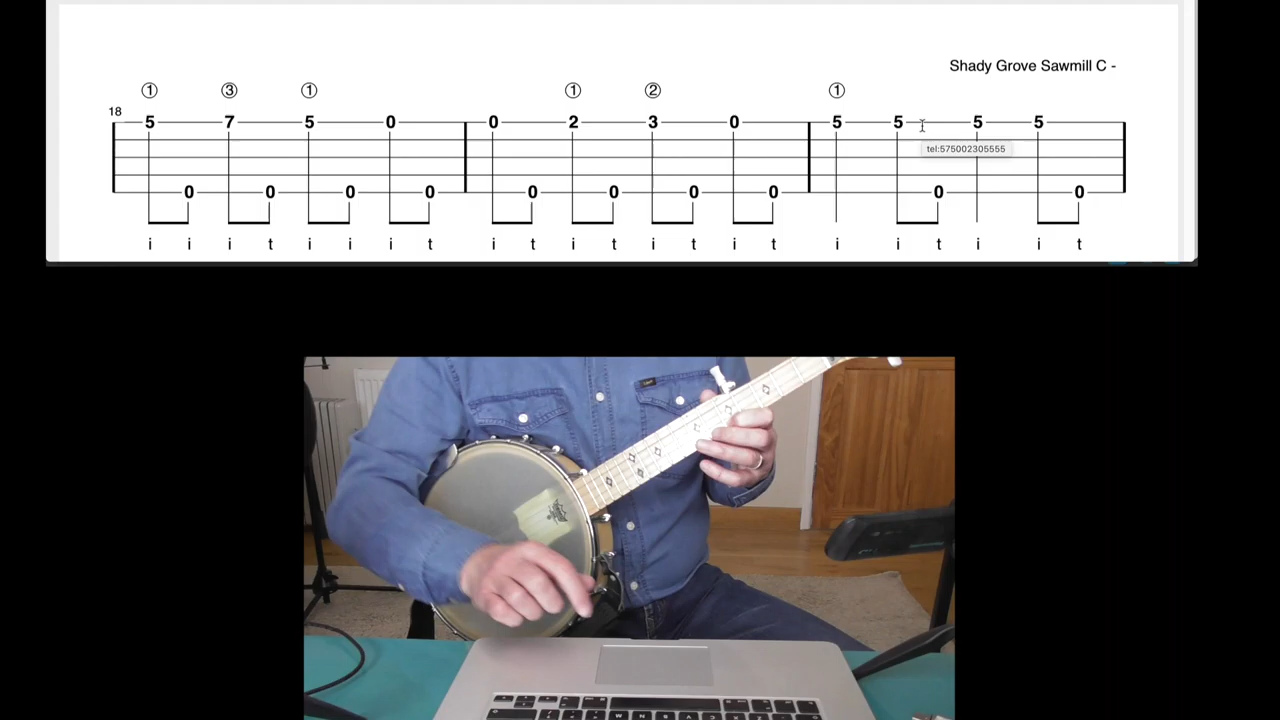 Shady Grove Sawmill C -
① ③ ① ① ② ①
18
5 7 5 0 0 2 3 0 5 5 5 5
tel:575002305555
0 0 0 0 0 0 0 0 0 0
i i i t i i i t i t i t i t i t i i t i i t